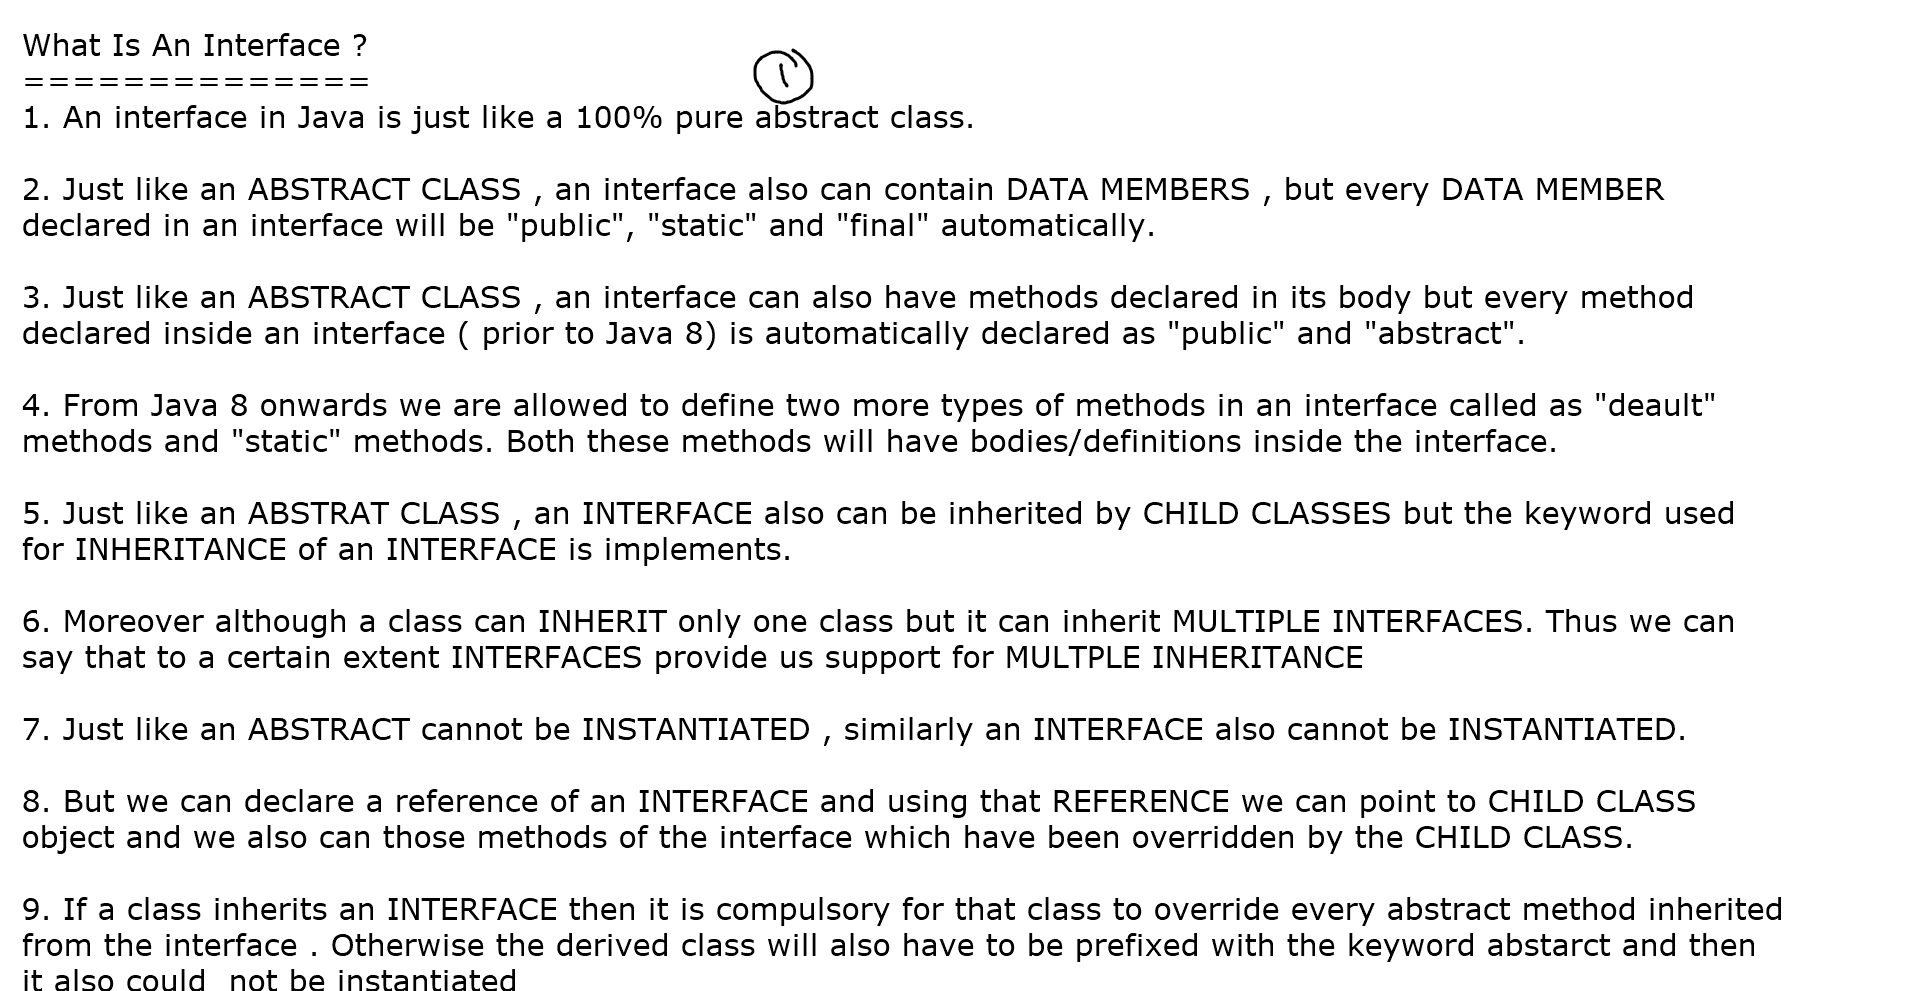 What Is An Interface ?
==============
1
1. An interface in Java is just like a 100% pure abstract class.
2. Just like an ABSTRACT CLASS , an interface also can contain DATA MEMBERS , but every DATA MEMBER
declared in an interface will be "public", "static" and "final" automatically.
3. Just like an ABSTRACT CLASS , an interface can also have methods declared in its body but every method
declared inside an interface ( prior to Java 8) is automatically declared as "public" and "abstract".
4. From Java 8 onwards we are allowed to define two more types of methods in an interface called as "deault"
methods and "static" methods. Both these methods will have bodies/definitions inside the interface.
5. Just like an ABSTRAT CLASS , an INTERFACE also can be inherited by CHILD CLASSES but the keyword used
for INHERITANCE of an INTERFACE is implements.
6. Moreover although a class can INHERIT only one class but it can inherit MULTIPLE INTERFACES. Thus we can
say that to a certain extent INTERFACES provide us support for MULTPLE INHERITANCE
7. Just like an ABSTRACT cannot be INSTANTIATED , similarly an INTERFACE also cannot be INSTANTIATED.
8. But we can declare a reference of an INTERFACE and using that REFERENCE we can point to CHILD CLASS
object and we also can those methods of the interface which have been overridden by the CHILD CLASS.
9. If a class inherits an INTERFACE then it is compulsory for that class to override every abstract method inherited
from the interface . Otherwise the derived class will also have to be prefixed with the keyword abstarct and then
it also could  not be instantiated